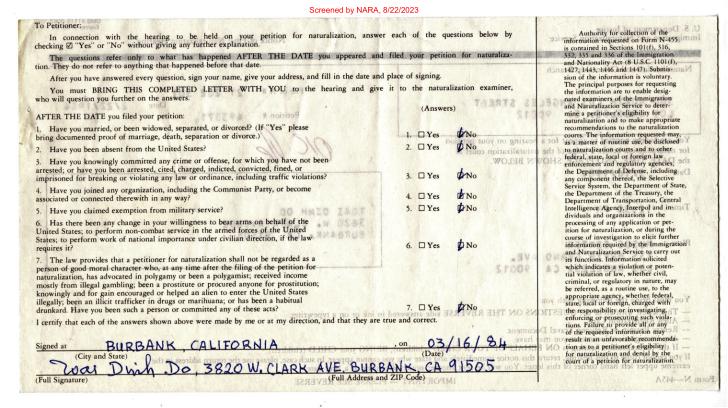 Screened by NARA, 8/22/2023
To Petitioner:
In connection with the hearing to be held on your petition for naturalization, answer each of the questions below by
checking ☑ "Yes" or "No" without giving any further explanation.
The questions refer only to what has happened AFTER THE DATE you appeared and filed your petition for naturaliza-
tion. They do not refer to anything that happened before that date.
After you have answered every question, sign your name, give your address, and fill in the date and place of signing.
You must BRING THIS COMPLETED LETTER WITH YOU to the hearing and give it to the naturalization examiner,
who will question you further on the answers.
AFTER THE DATE you filed your petition:
(Answers)
1. Have you married, or been widowed, separated, or divorced? (If "Yes" please
bring documented proof of marriage, death, separation or divorce.)
1. ☐ Yes ☑ No
2. Have you been absent from the United States?
2. ☐ Yes ☑ No
3. Have you knowingly committed any crime or offense, for which you have not been
arrested; or have you been arrested, cited, charged, indicted, convicted, fined, or
imprisoned for breaking or violating any law or ordinance, including traffic violations?
3. ☐ Yes ☑ No
4. Have you joined any organization, including the Communist Party, or become
associated or connected therewith in any way?
4. ☐ Yes ☑ No
5. Have you claimed exemption from military service?
5. ☐ Yes ☑ No
6. Has there been any change in your willingness to bear arms on behalf of the
United States; to perform non-combat service in the armed forces of the United
States; to perform work of national importance under civilian direction, if the law
requires it?
6. ☐ Yes ☑ No
7. The law provides that a petitioner for naturalization shall not be regarded as a
person of good moral character who, at any time after the filing of the petition for
naturalization, has advocated in polygamy or been a polygamist; received income
mostly from illegal gambling; been a prostitute or procured anyone for prostitution;
knowingly and for gain encouraged or helped an alien to enter the United States
illegally; been an illicit trafficker in drugs or marihuana; or has been a habitual
drunkard. Have you been such a person or committed any of these acts?
7. ☐ Yes ☑ No
I certify that each of the answers shown above were made by me or at my direction, and that they are true and correct.
Signed at BURBANK, CALIFORNIA , on 03/16/84
(City and State) (Date)
Dinh Do, 3820 W. CLARK AVE, BURBANK, CA 91505
(Full Signature) (Full Address and ZIP Code)
Authority for collection of the
information requested on Form N-455
is contained in Sections 101(f), 316,
332, 335 and 336 of the Immigration
and Nationality Act (8 U.S.C. 1101(f),
1427, 1443, 1446 and 1447). Submis-
sion of the information is voluntary.
The principal purposes for requesting
the information are to enable desig-
nated examiners of the Immigration
and Naturalization Service to deter-
mine a petitioner's eligibility for
naturalization and to make appropriate
recommendations to the naturalization
courts. The information requested may,
as a matter of routine use, be disclosed
to naturalization courts and to other
federal, state, local or foreign law
enforcement and regulatory agencies,
the Department of Defense, including
any component thereof, the Selective
Service System, the Department of State,
the Department of the Treasury, the
Department of Transportation, Central
Intelligence Agency, Interpol and in-
dividuals and organizations in the
processing of any application or pe-
tition for naturalization, or during the
course of investigation to elicit further
information required by the Immigration
and Naturalization Service to carry out
its functions. Information solicited
which indicates a violation or poten-
tial violation of law, whether civil,
criminal, or regulatory in nature, may
be referred, as a routine use, to the
appropriate agency, whether federal,
state, local or foreign, charged with
the responsibility of investigating,
enforcing or prosecuting such viola-
tions. Failure to provide all or any
of the requested information may
result in an unfavorable recommenda-
tion as to a petitioner's eligibility
for naturalization and denial by the
court of a petition for naturalization.